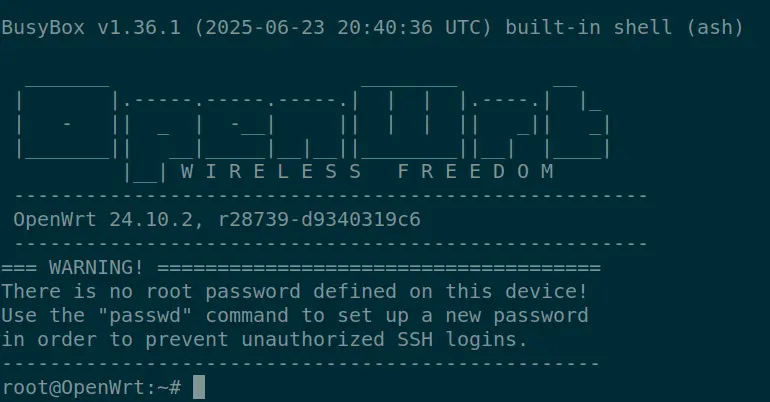 BusyBox v1.36.1 (2025-06-23 20:40:36 UTC) built-in shell (ash)
OpenWrt
W I R E L E S S   F R E E D O M
-----------------------------------------------------
OpenWrt 24.10.2, r28739-d9340319c6
-----------------------------------------------------
=== WARNING! =====================================
There is no root password defined on this device!
Use the "passwd" command to set up a new password
in order to prevent unauthorized SSH logins.
--------------------------------------------------
root@OpenWrt:~#